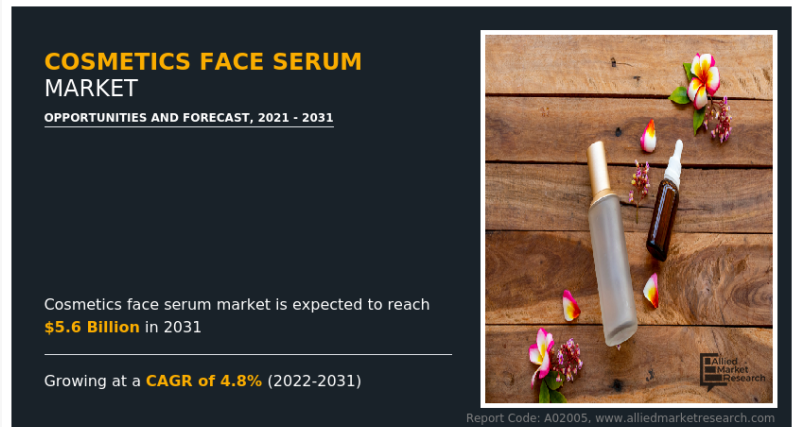 COSMETICS FACE SERUM
MARKET
OPPORTUNITIES AND FORECAST, 2021 - 2031
Cosmetics face serum market is expected to reach
$5.6 Billion in 2031
Growing at a CAGR of 4.8% (2022-2031)
Allied
Market
Research
Report Code: A02005, www.alliedmarketresearch.com